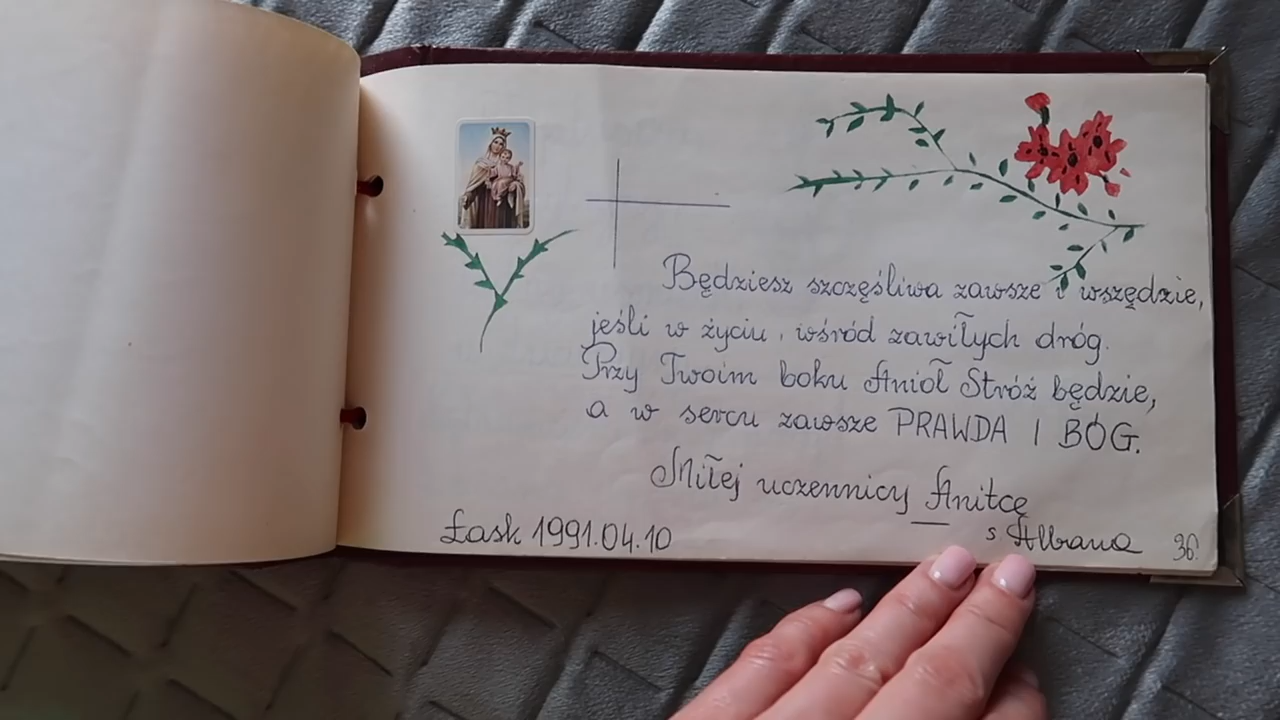 Będziesz szczęśliwa zawsze i wszędzie,
jeśli w życiu, wśród zawiłych dróg.
Przy Twoim boku Anioł Stróż będzie,
a w sercu zawsze PRAWDA I BÓG.
Miłej uczennicy Anitcę
s. Albana
Łask 1991.04.10
36.